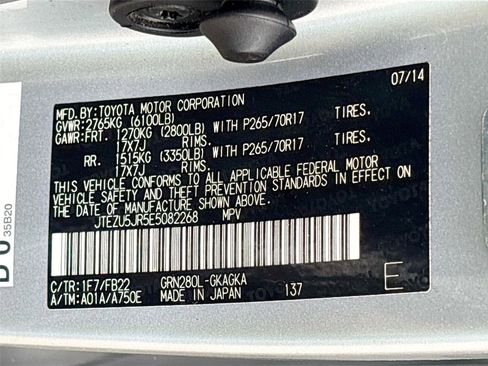 07/14
MFD.BY:TOYOTA MOTOR CORPORATION
GVWR:2765KG (6100LB)
GAWR:FRT. 1270KG (2800LB) WITH P265/70R17 TIRES,
17X7J RIMS.
RR. 1515KG (3350LB) WITH P265/70R17 TIRES,
17X7J RIMS.
THIS VEHICLE CONFORMS TO ALL APPLICABLE FEDERAL MOTOR
VEHICLE SAFETY AND THEFT PREVENTION STANDARDS IN EFFECT
ON THE DATE OF MANUFACTURE SHOWN ABOVE.
JTEZU5JR5E5082268 MPV
C/TR:1F7/FB22 GRN280L-GKAGKA
A/TM:A01A/A750E MADE IN JAPAN 137
E
35B20